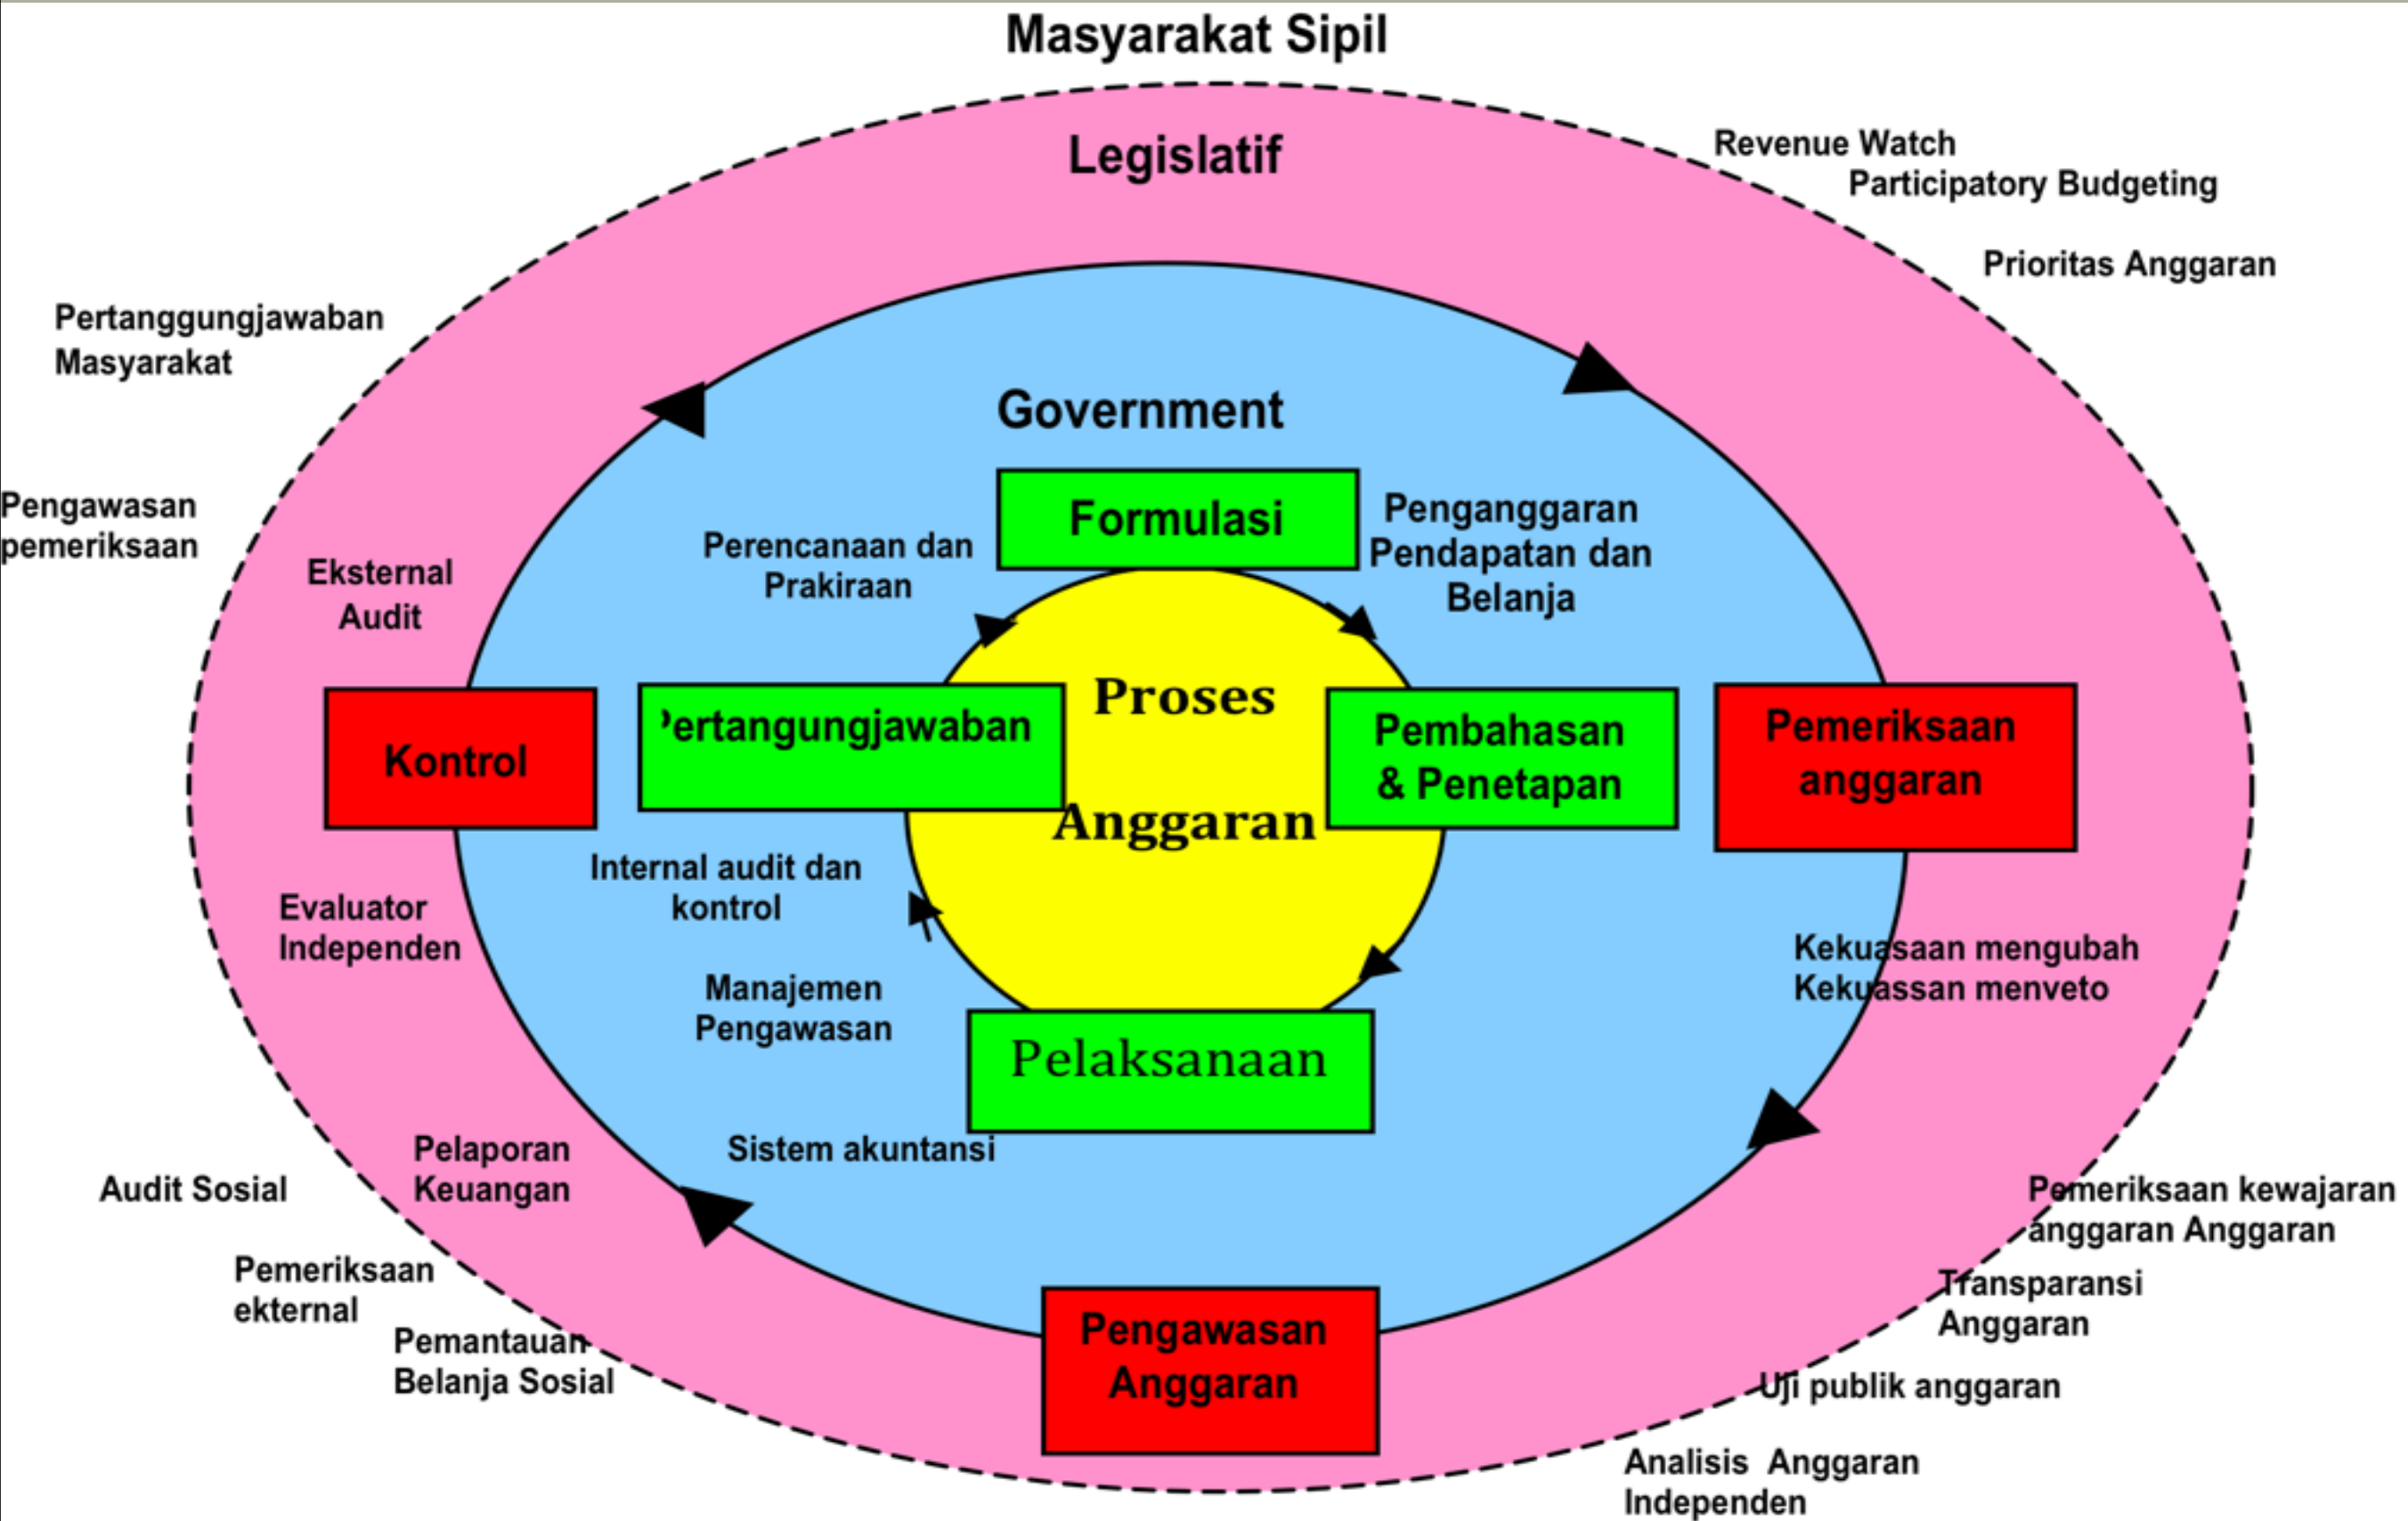 Masyarakat Sipil
Legislatif
Revenue Watch
Participatory Budgeting
Prioritas Anggaran
Pertanggungjawaban
Masyarakat
Government
Pengawasan
pemeriksaan
Eksternal
Audit
Perencanaan dan
Prakiraan
Formulasi
Penganggaran
Pendapatan dan
Belanja
Kontrol
Pertangungjawaban
Proses
Anggaran
Pembahasan
& Penetapan
Pemeriksaan
anggaran
Internal audit dan
kontrol
Evaluator
Independen
Manajemen
Pengawasan
Pelaksanaan
Kekuasaan mengubah
Kekuassan menveto
Sistem akuntansi
Pelaporan
Keuangan
Audit Sosial
Pemeriksaan
ekternal
Pemantauan
Belanja Sosial
Pengawasan
Anggaran
Pemeriksaan kewajaran
anggaran Anggaran
Transparansi
Anggaran
Uji publik anggaran
Analisis  Anggaran
Independen